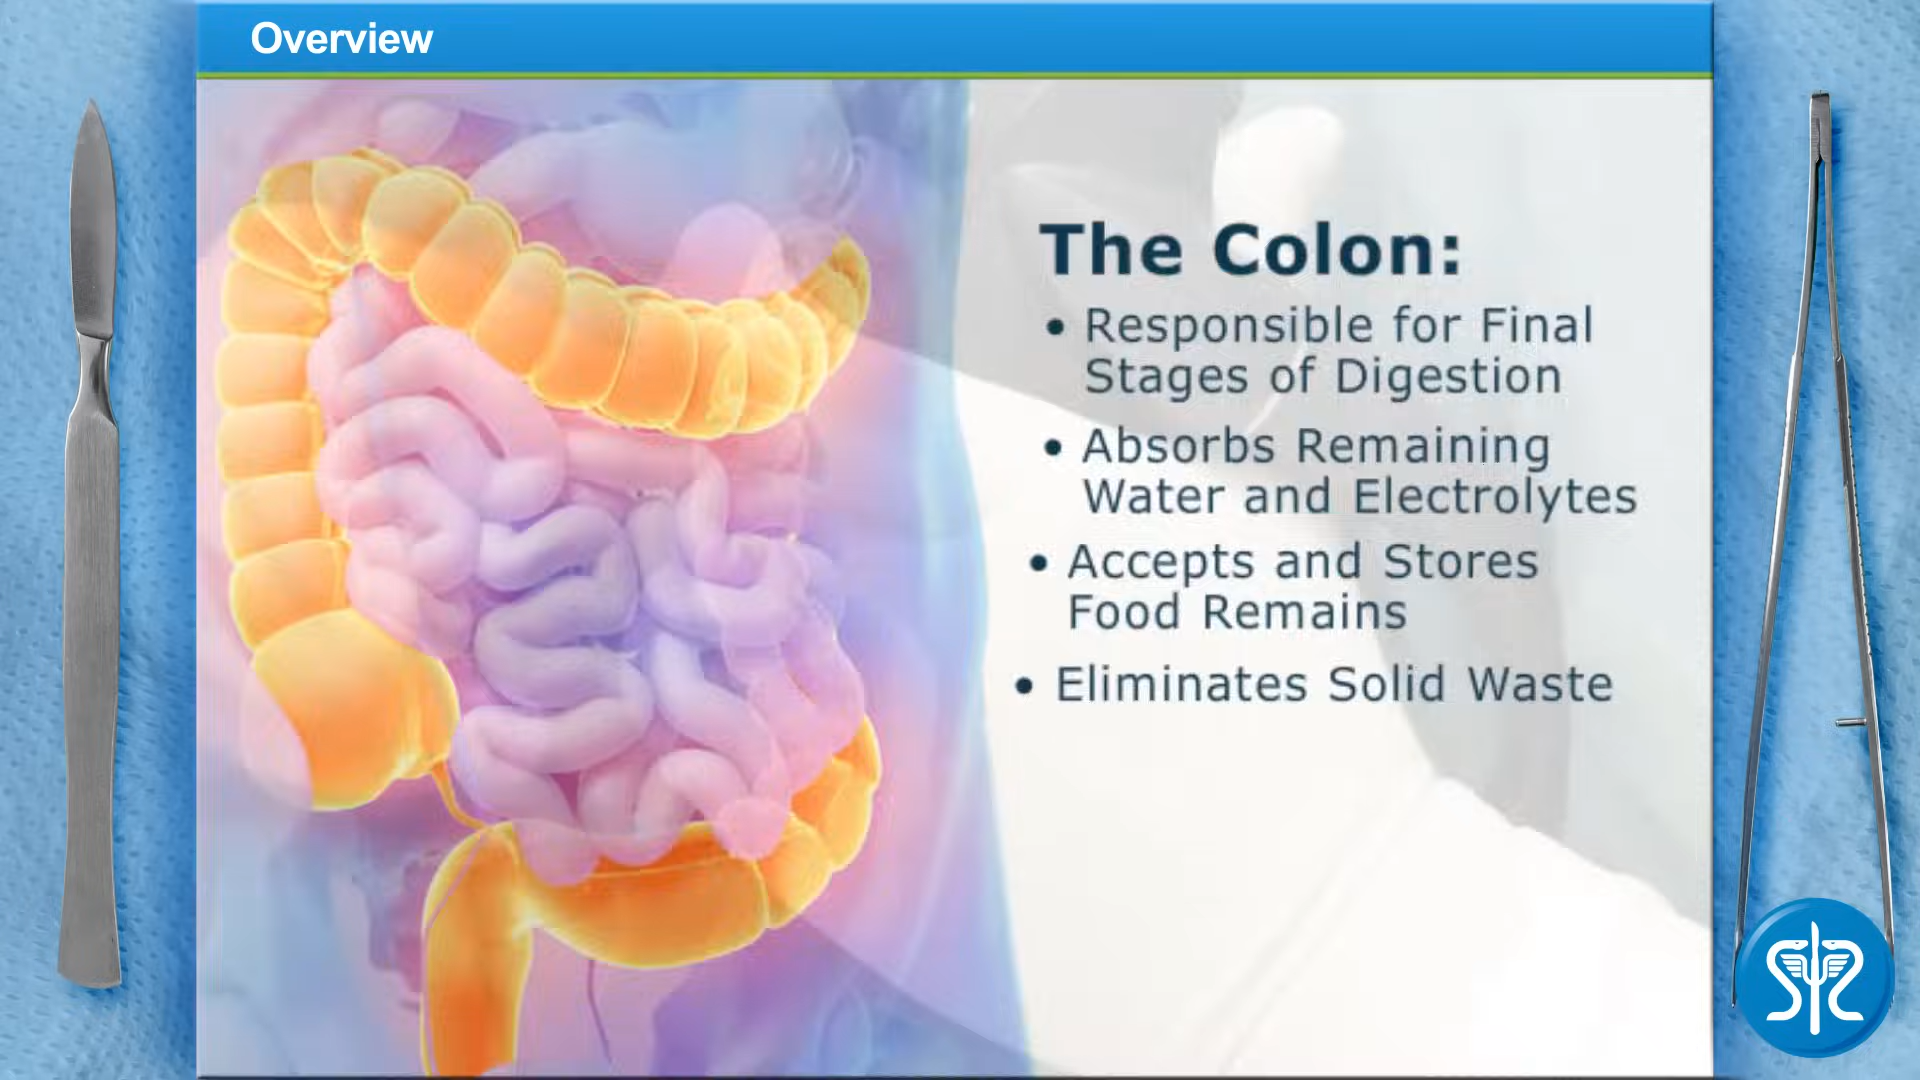 Overview
The Colon:
• Responsible for Final
Stages of Digestion
• Absorbs Remaining
Water and Electrolytes
• Accepts and Stores
Food Remains
• Eliminates Solid Waste